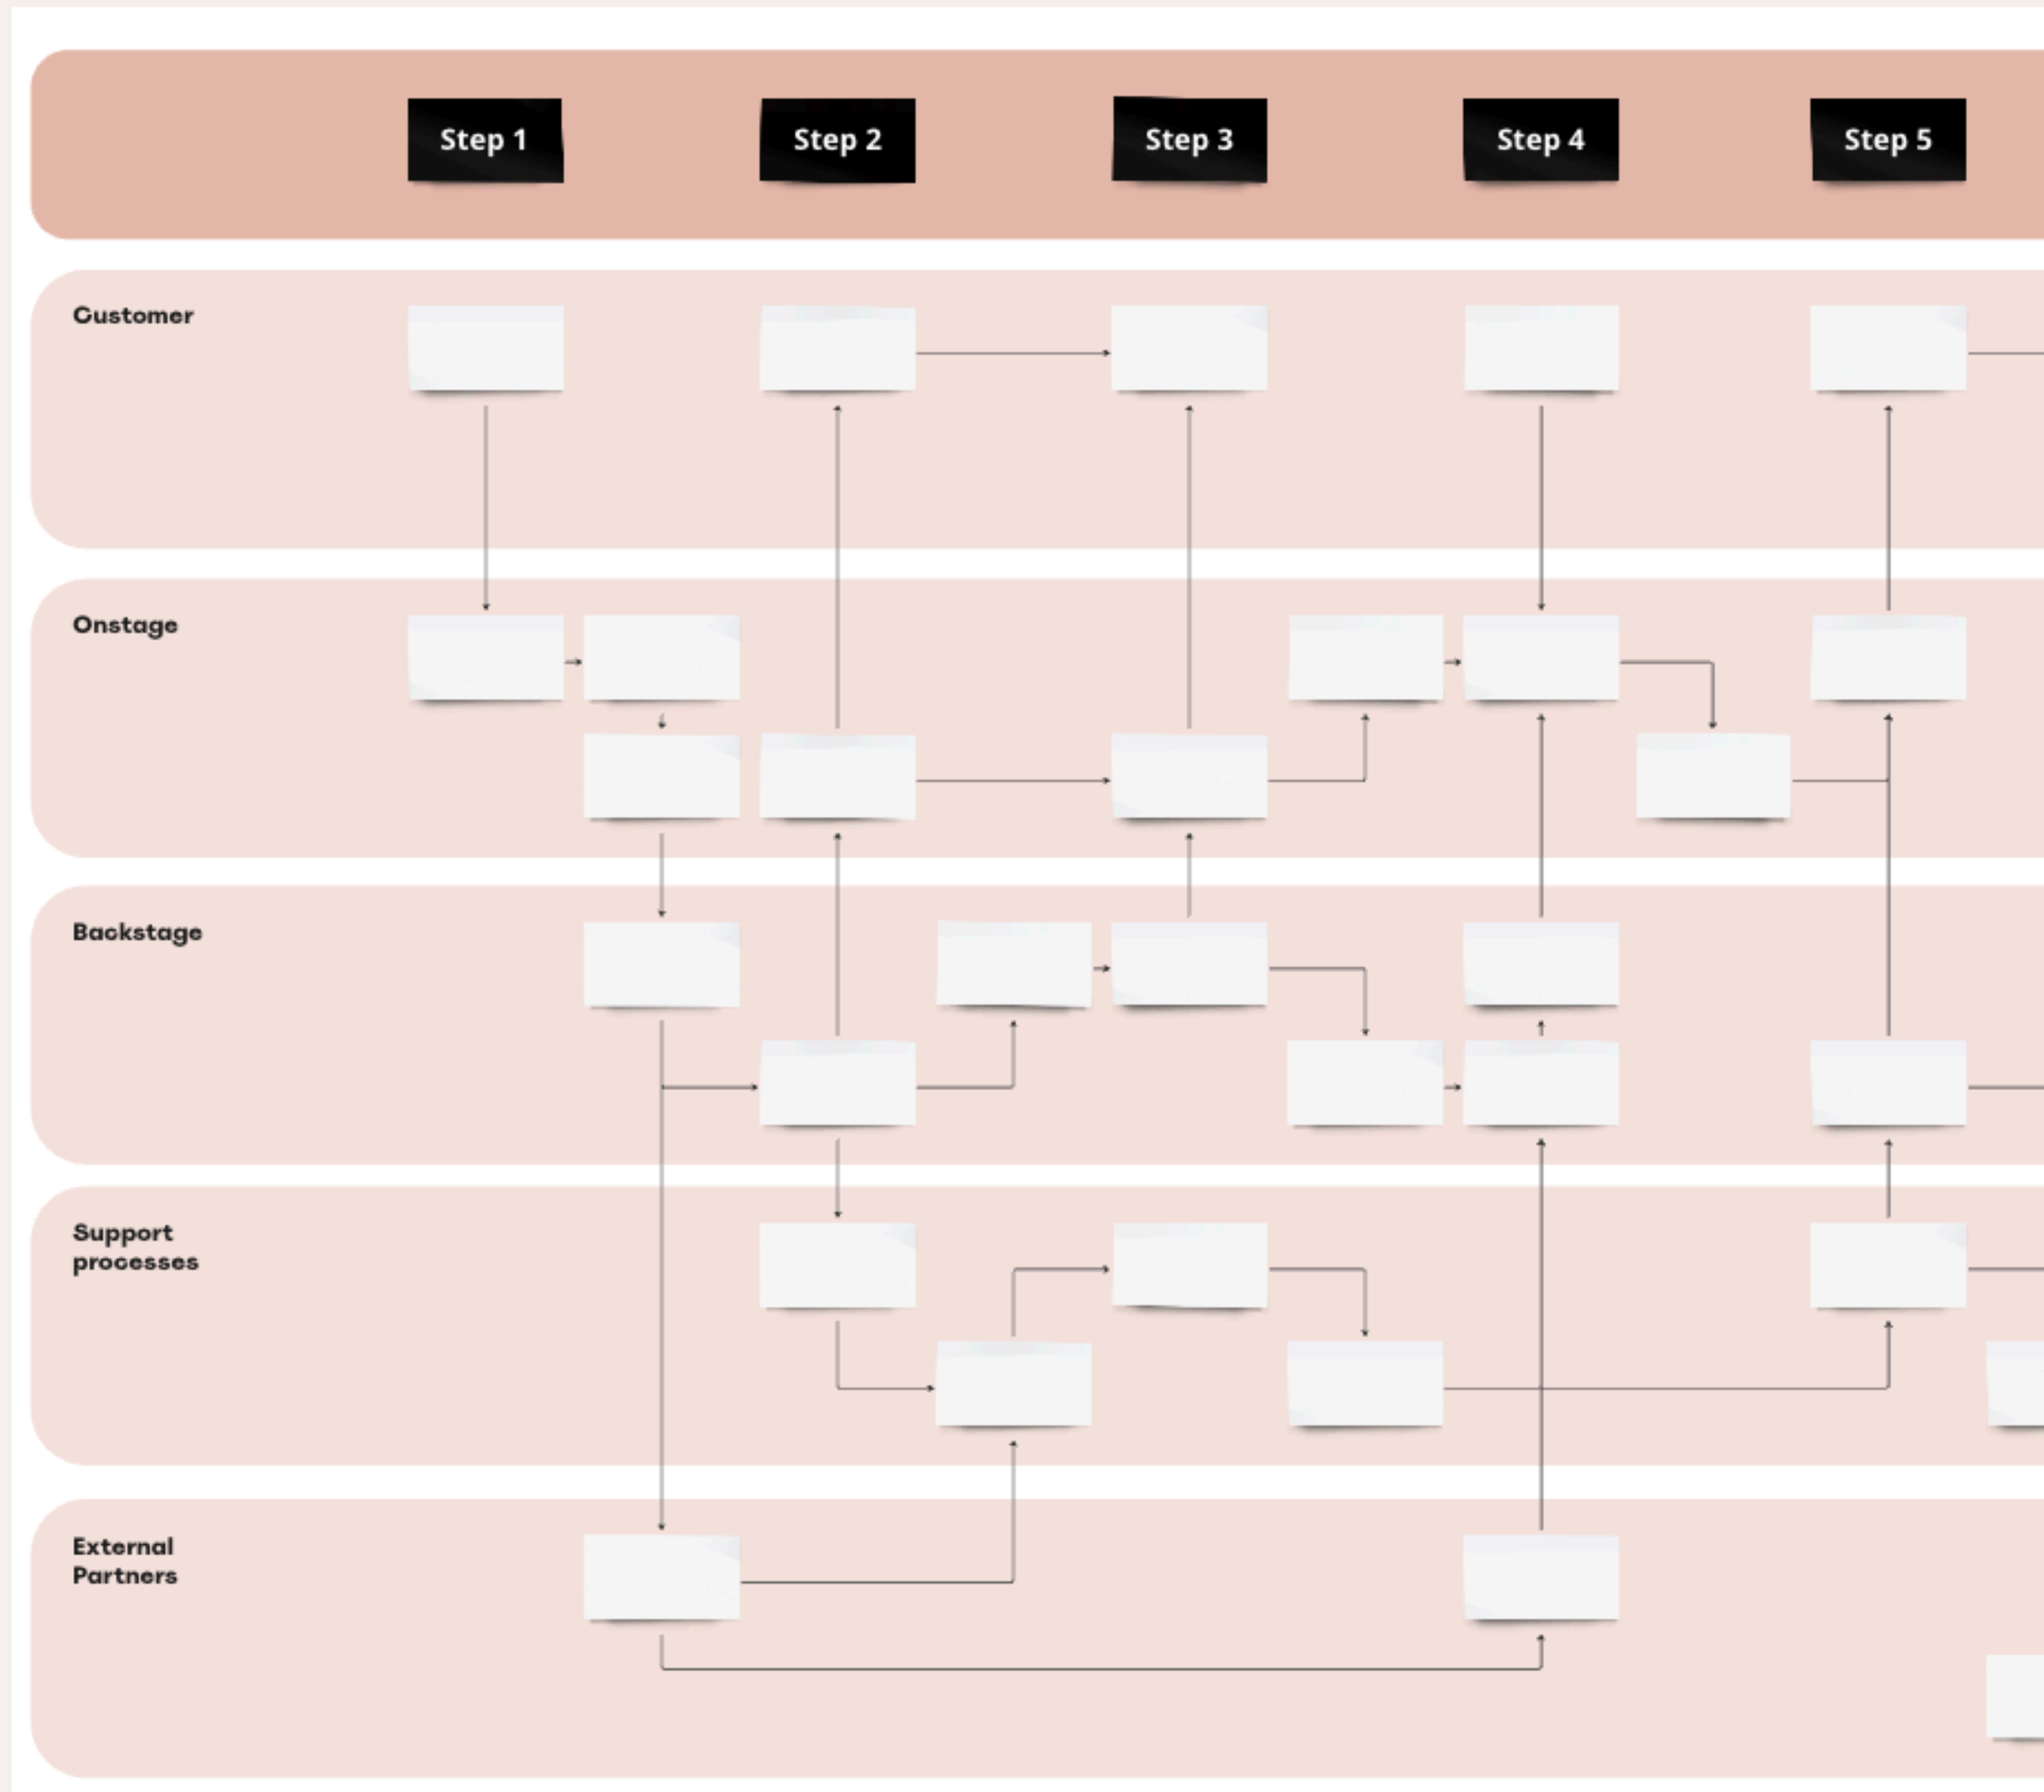 Step 1
Step 2
Step 3
Step 4
Step 5
Customer
Onstage
Backstage
Support
processes
External
Partners